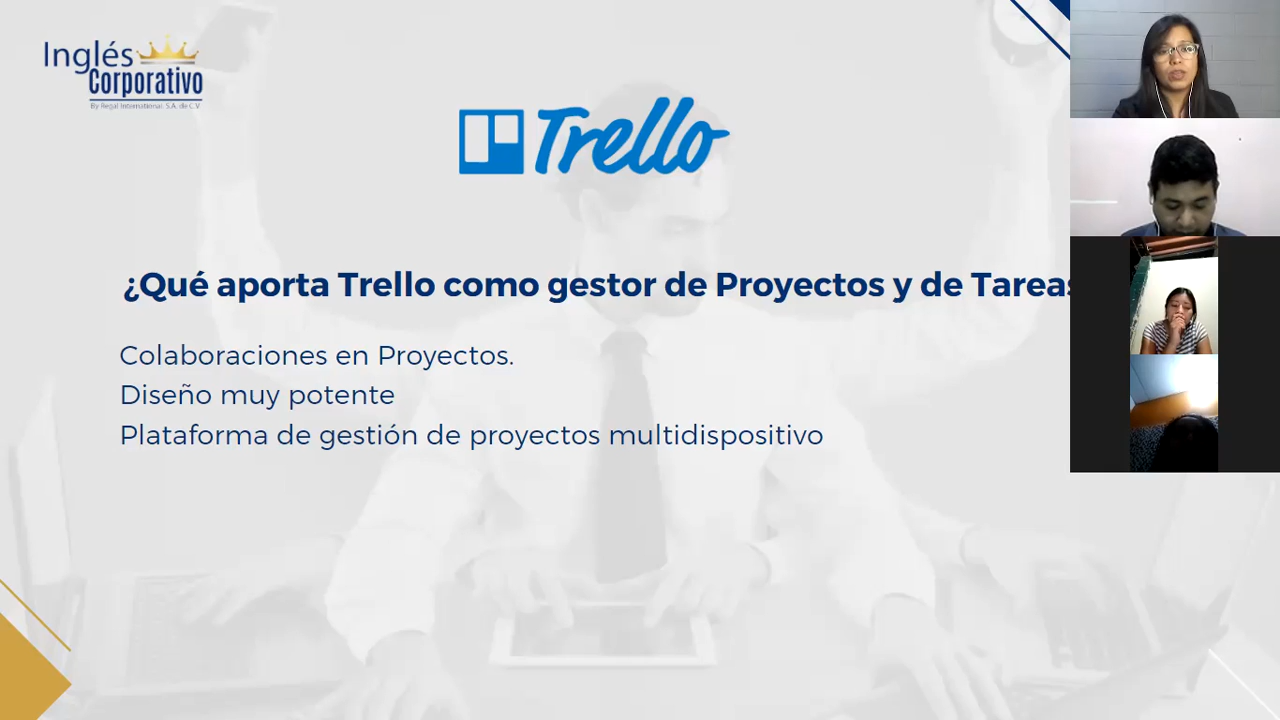 Inglés
Corporativo
By Regal International, S.A. de C.V
Trello
¿Qué aporta Trello como gestor de Proyectos y de Tareas
Colaboraciones en Proyectos.
Diseño muy potente
Plataforma de gestión de proyectos multidispositivo